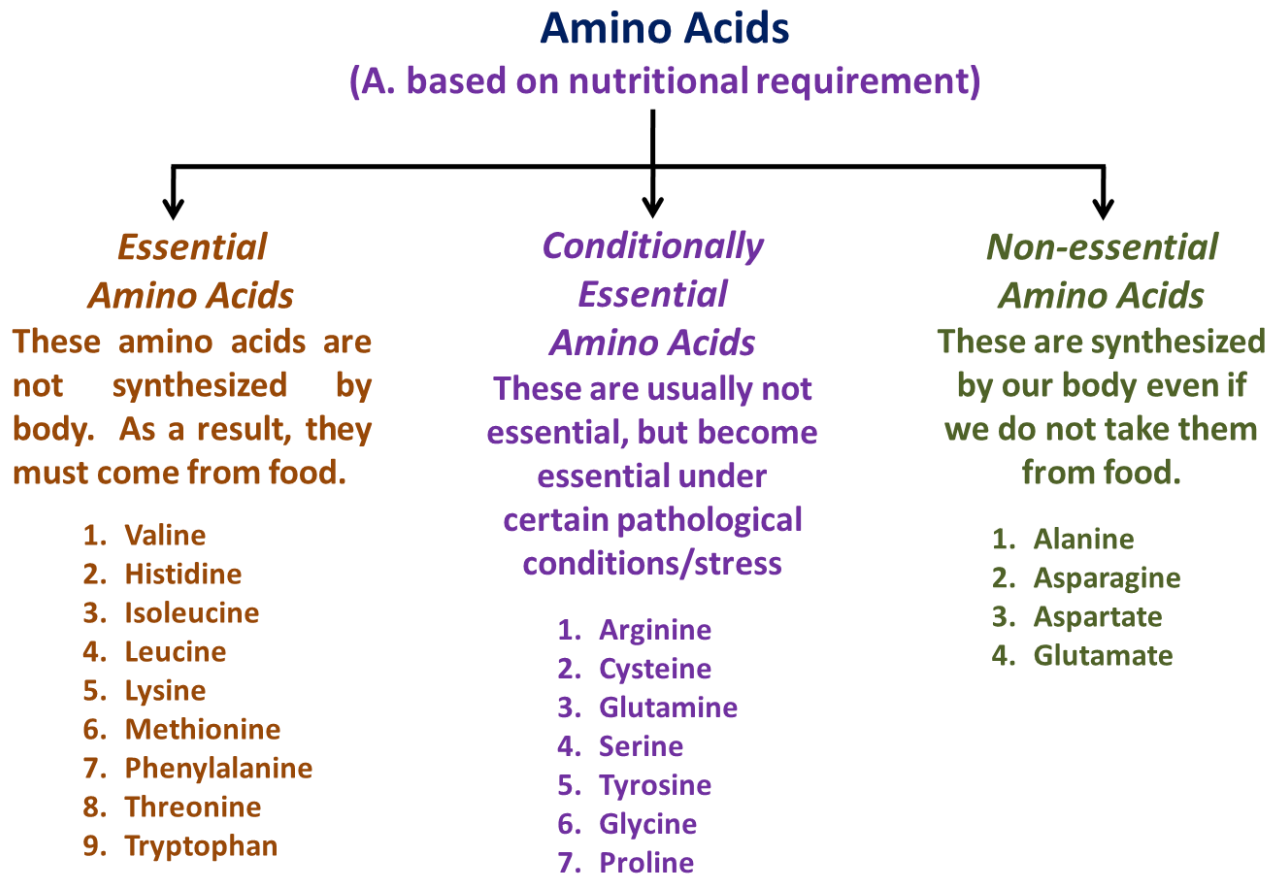 Amino Acids
(A. based on nutritional requirement)
Essential
Amino Acids
These amino acids are
not synthesized by
body. As a result, they
must come from food.
1. Valine
2. Histidine
3. Isoleucine
4. Leucine
5. Lysine
6. Methionine
7. Phenylalanine
8. Threonine
9. Tryptophan
Conditionally
Essential
Amino Acids
These are usually not
essential, but become
essential under
certain pathological
conditions/stress
1. Arginine
2. Cysteine
3. Glutamine
4. Serine
5. Tyrosine
6. Glycine
7. Proline
Non-essential
Amino Acids
These are synthesized
by our body even if
we do not take them
from food.
1. Alanine
2. Asparagine
3. Aspartate
4. Glutamate